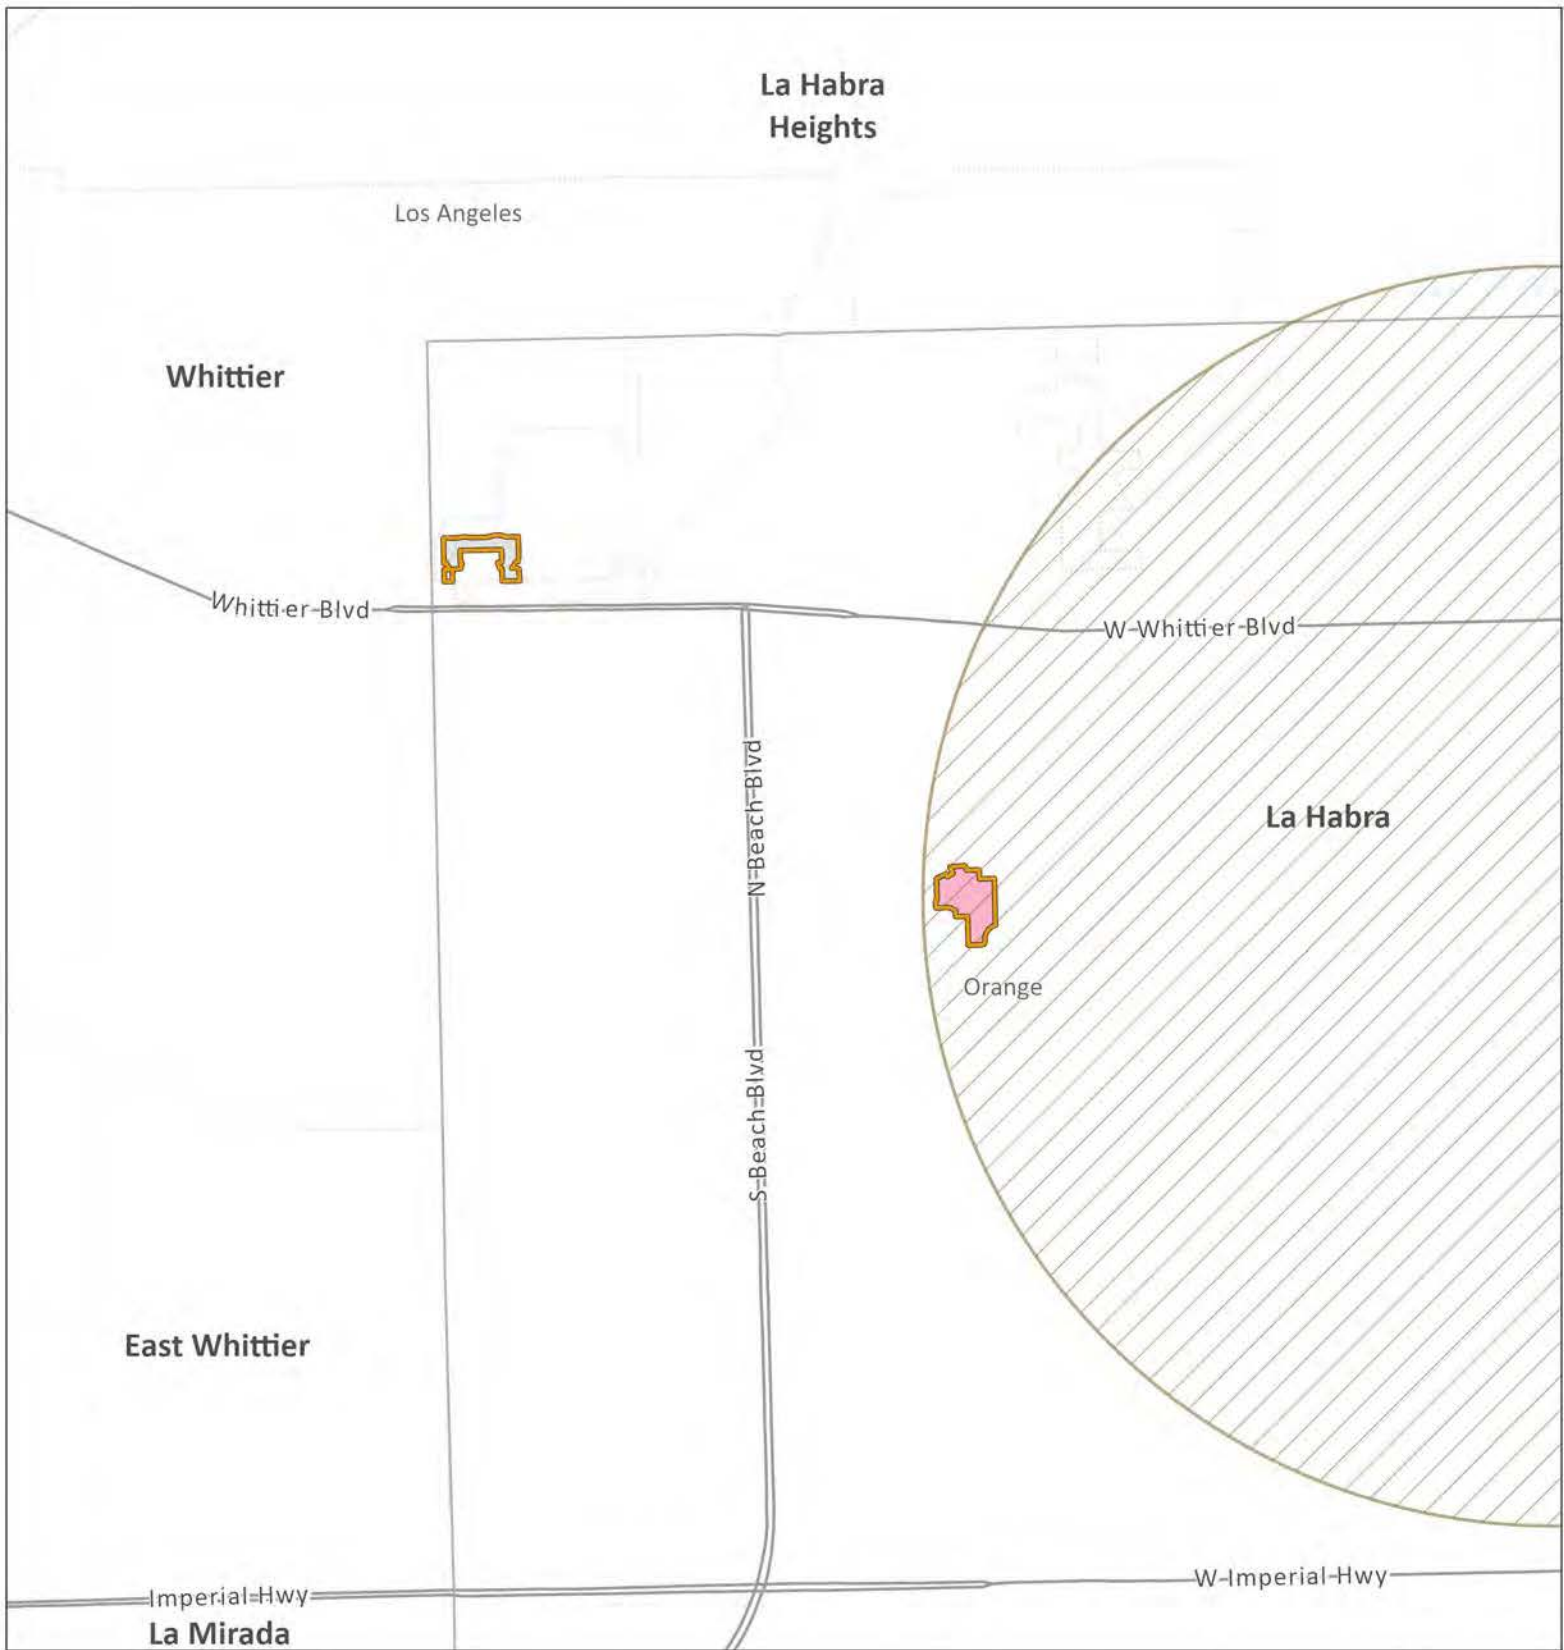 La Habra
Heights
Los Angeles
Whittier
Whittier Blvd
W Whittier Blvd
N Beach Blvd
La Habra
Orange
S Beach Blvd
East Whittier
W Imperial Hwy
Imperial Hwy
La Mirada